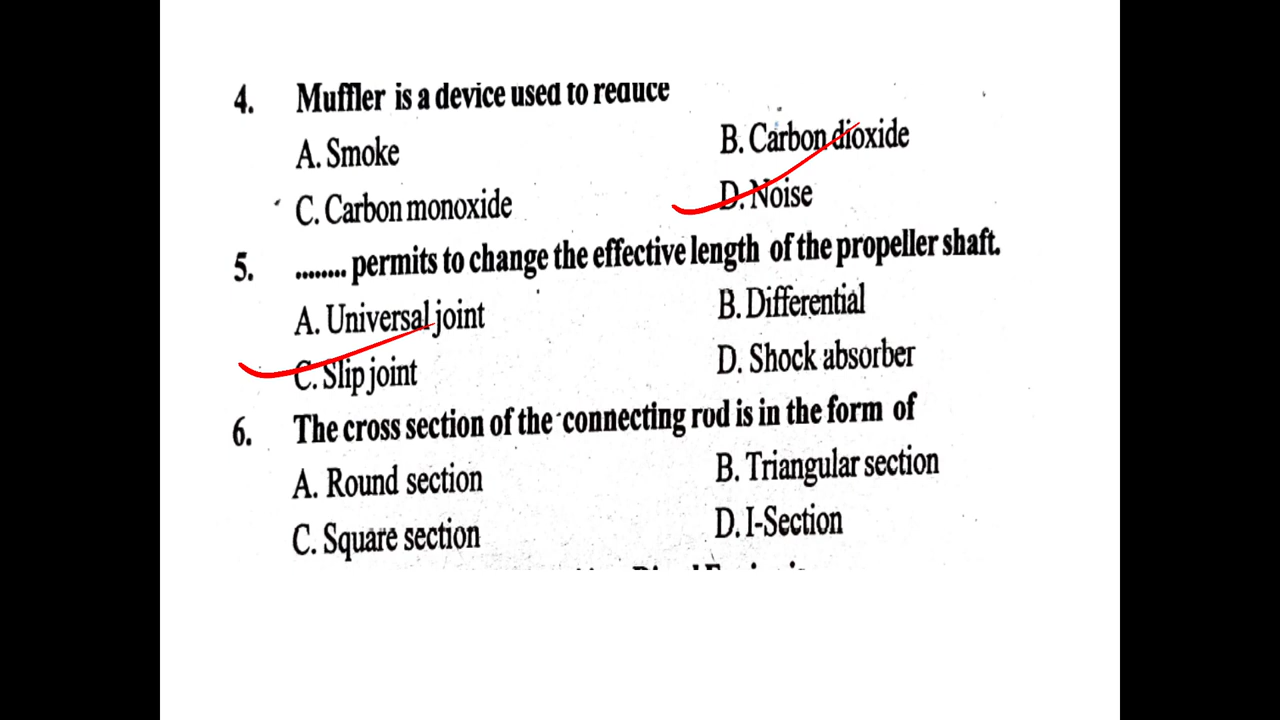 4. Muffler is a device used to reduce
A. Smoke B. Carbon dioxide
C. Carbon monoxide D. Noise
5. ........ permits to change the effective length of the propeller shaft.
A. Universal joint B. Differential
C. Slip joint D. Shock absorber
6. The cross section of the connecting rod is in the form of
A. Round section B. Triangular section
C. Square section D. I-Section